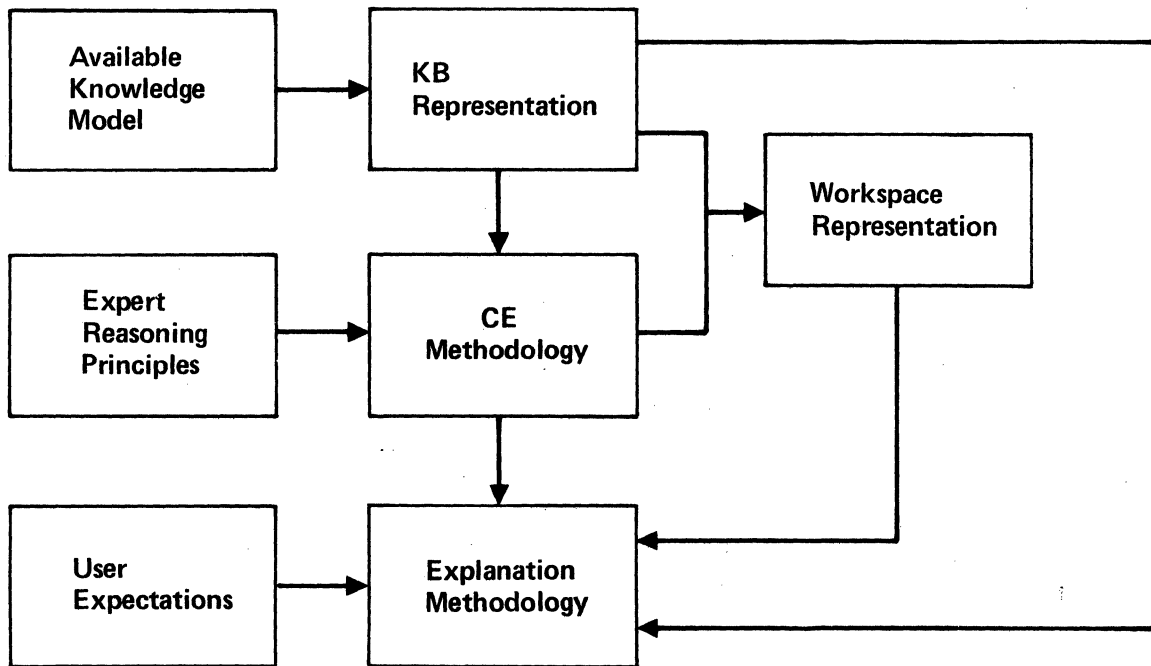 Available
Knowledge
Model
KB
Representation
Workspace
Representation
Expert
Reasoning
Principles
CE
Methodology
User
Expectations
Explanation
Methodology